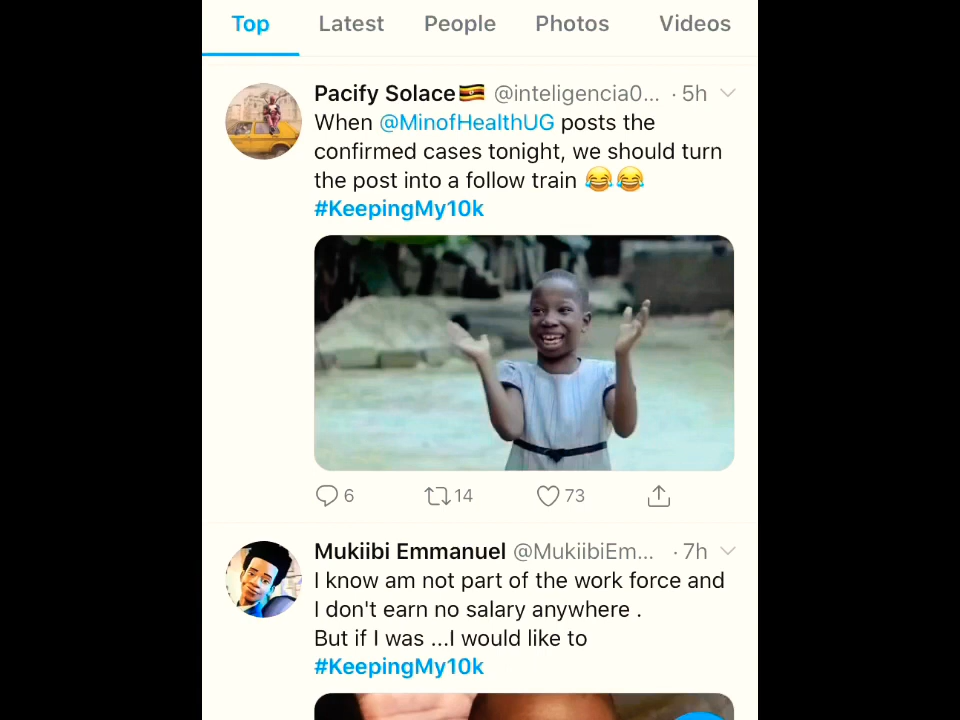 Top Latest People Photos Videos
Pacify Solace🇺🇬 @inteligencia0... · 5h
When @MinofHealthUG posts the
confirmed cases tonight, we should turn
the post into a follow train 😂😂
#KeepingMy10k
6 14 73
Mukiibi Emmanuel @MukiibiEm... · 7h
I know am not part of the work force and
I don't earn no salary anywhere .
But if I was ...I would like to
#KeepingMy10k